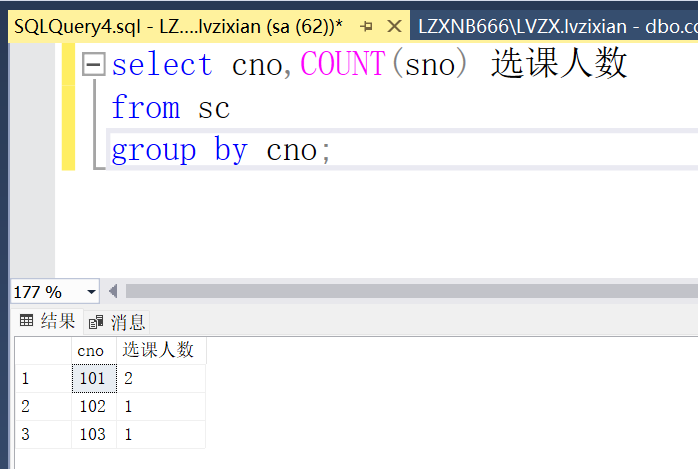 SQLQuery4.sql - LZ....lvzixian (sa (62))* LZXNB666\LVZX.lvzixian - dbo.co
select cno,COUNT(sno) 选课人数
from sc
group by cno;
177 %
结果 消息
cno 选课人数
1 101 2
2 102 1
3 103 1